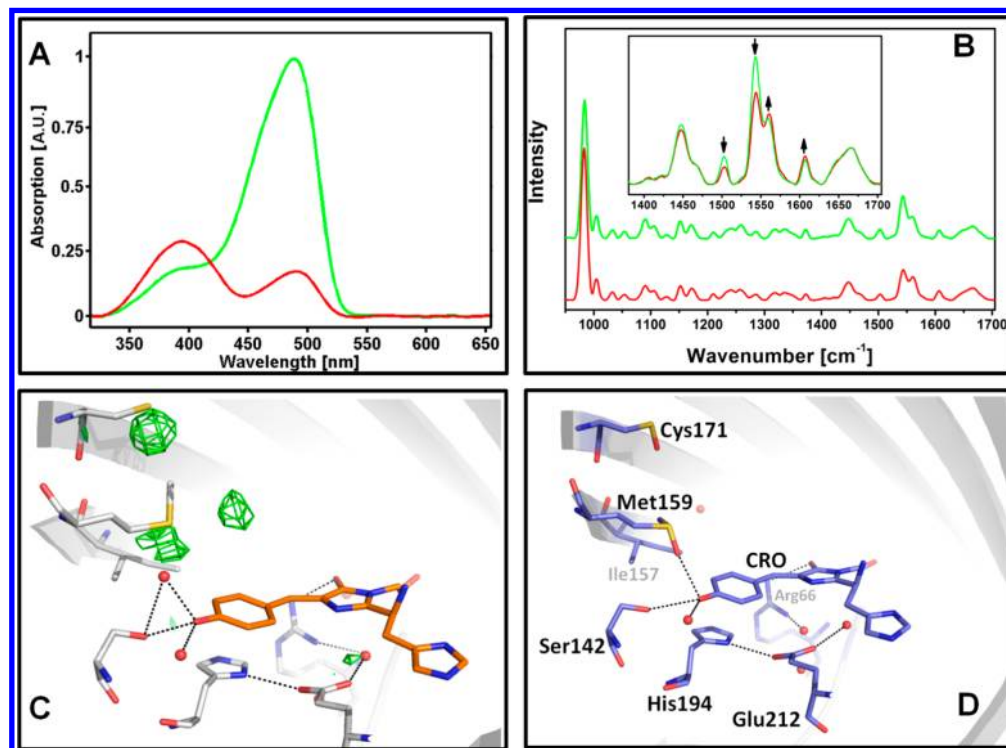 A
Absorption [A.U.]
1
0.75
0.5
0.25
0
350 400 450 500 550 600 650
Wavelength [nm]
B
Intensity
1400 1450 1500 1550 1600 1650 1700
1000 1100 1200 1300 1400 1500 1600 1700
Wavenumber [cm⁻¹]
C
Cys171
Met159
Ile157
CRO
Arg66
Ser142
His194
Glu212
D